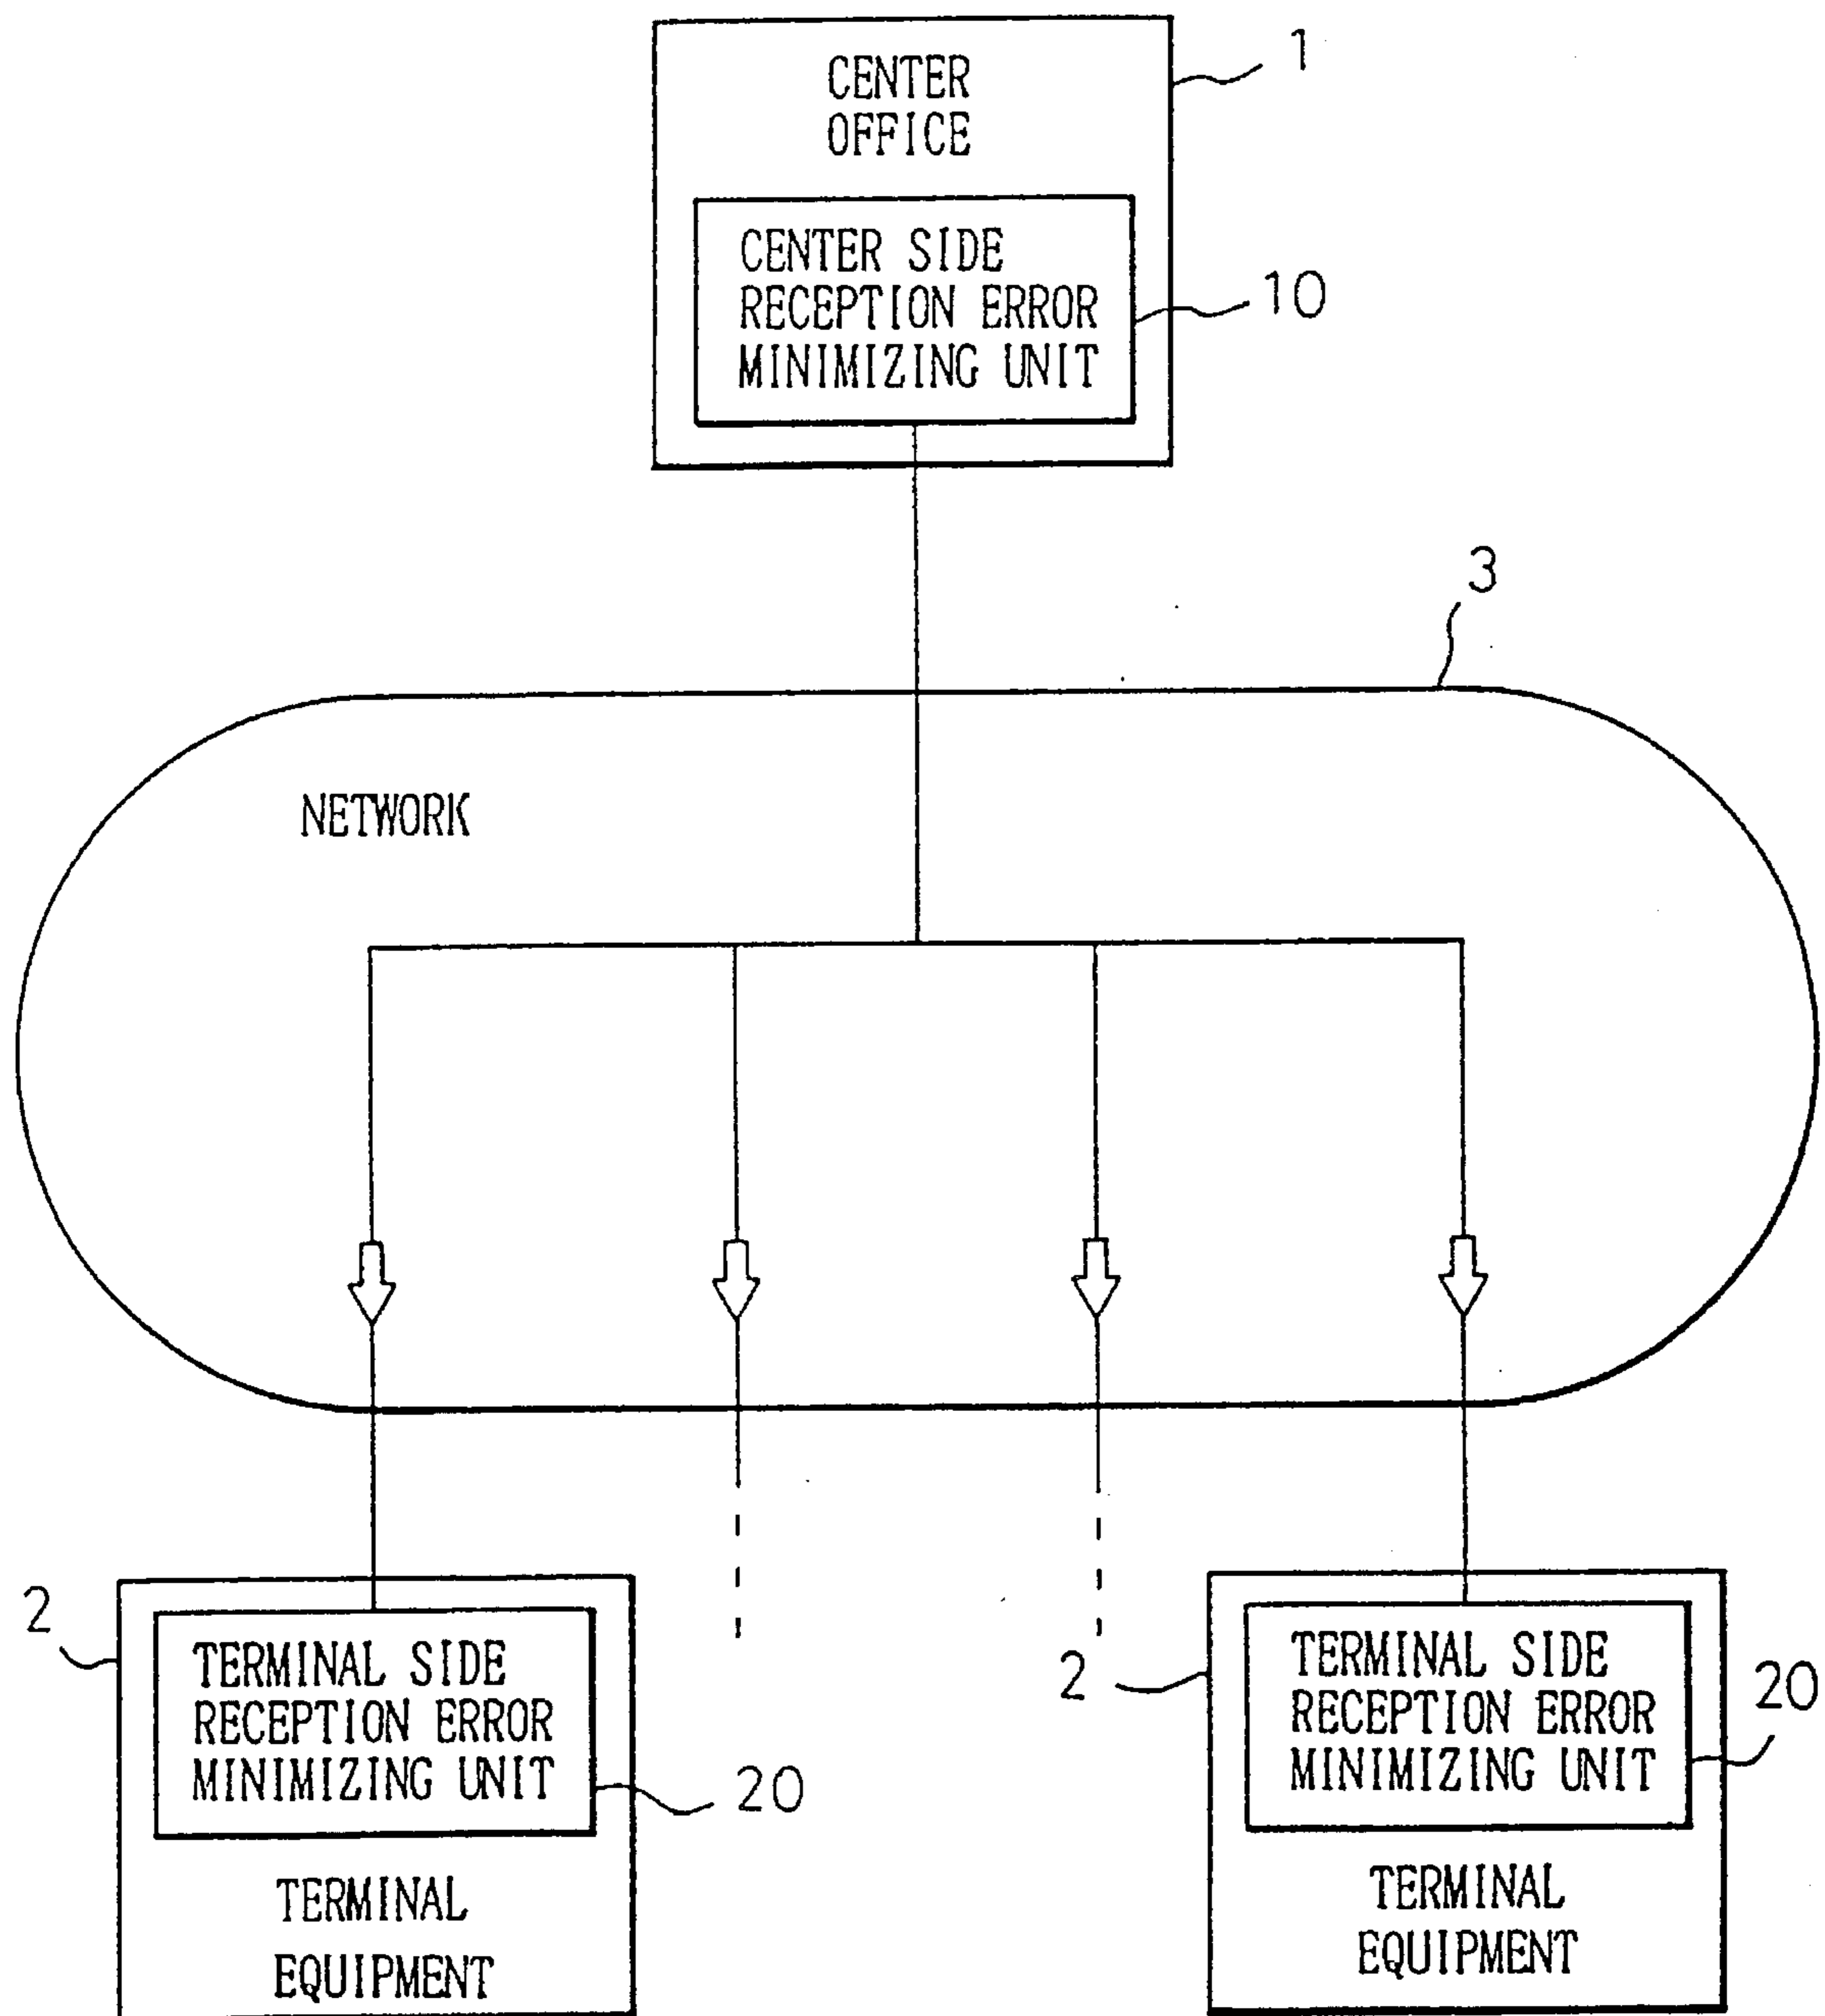 CENTER
OFFICE
1
CENTER SIDE
RECEPTION ERROR
MINIMIZING UNIT
10
3
NETWORK
2
TERMINAL SIDE
RECEPTION ERROR
MINIMIZING UNIT
20
TERMINAL
EQUIPMENT
2
TERMINAL SIDE
RECEPTION ERROR
MINIMIZING UNIT
20
TERMINAL
EQUIPMENT